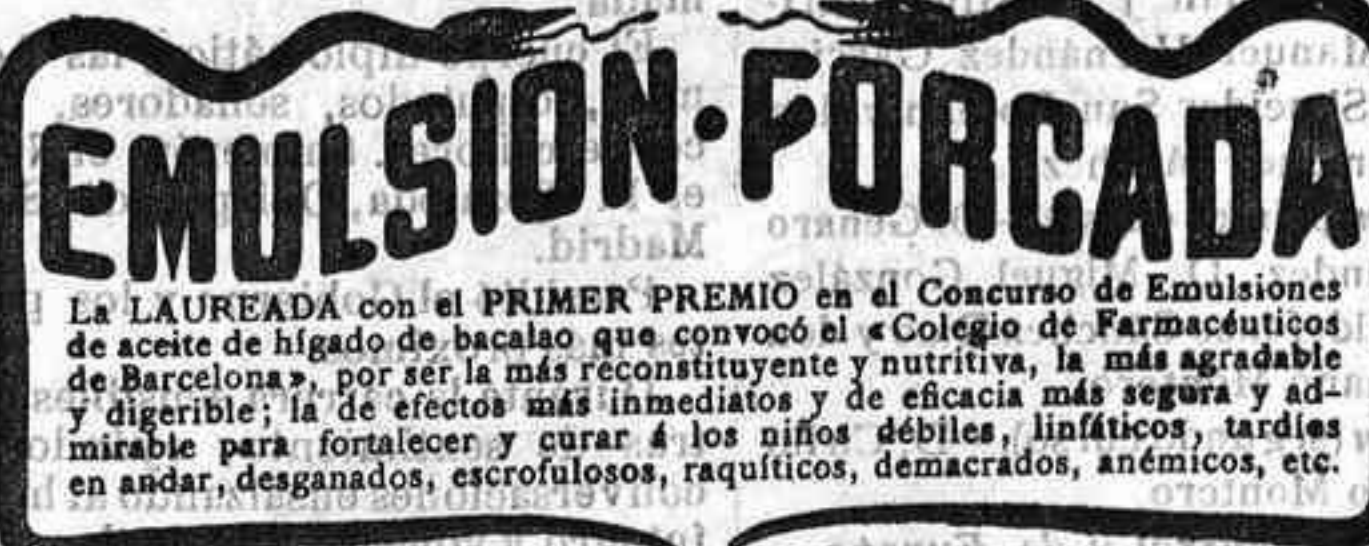 EMULSION·FORCADA
La LAUREADA con el PRIMER PREMIO en el Concurso de Emulsiones
de aceite de hígado de bacalao que convocó el «Colegio de Farmacéuticos
de Barcelona», por ser la más reconstituyente y nutritiva, la más agradable
y digerible; la de efectos más inmediatos y de eficacia más segura y ad-
mirable para fortalecer y curar á los niños débiles, linfáticos, tardíos
en andar, desganados, escrofulosos, raquíticos, demacrados, anémicos, etc.